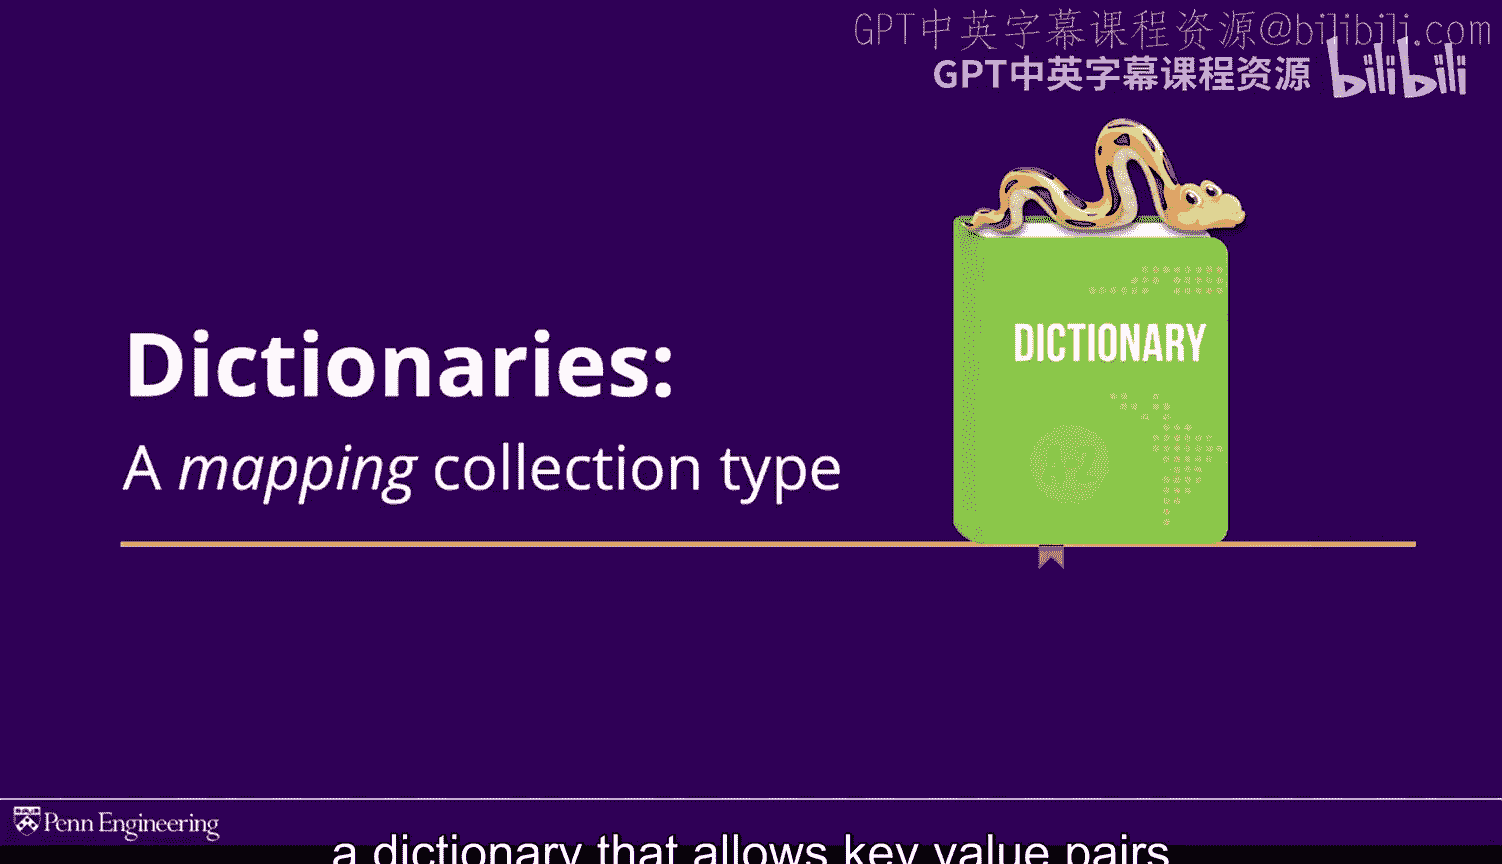 GPT中英字幕课程资源@bilibili.com
GPT中英字幕课程资源 bilibili
DICTIONARY
Dictionaries:
A mapping collection type
AZ
Penn Engineering
a dictionary that allows key value pairs